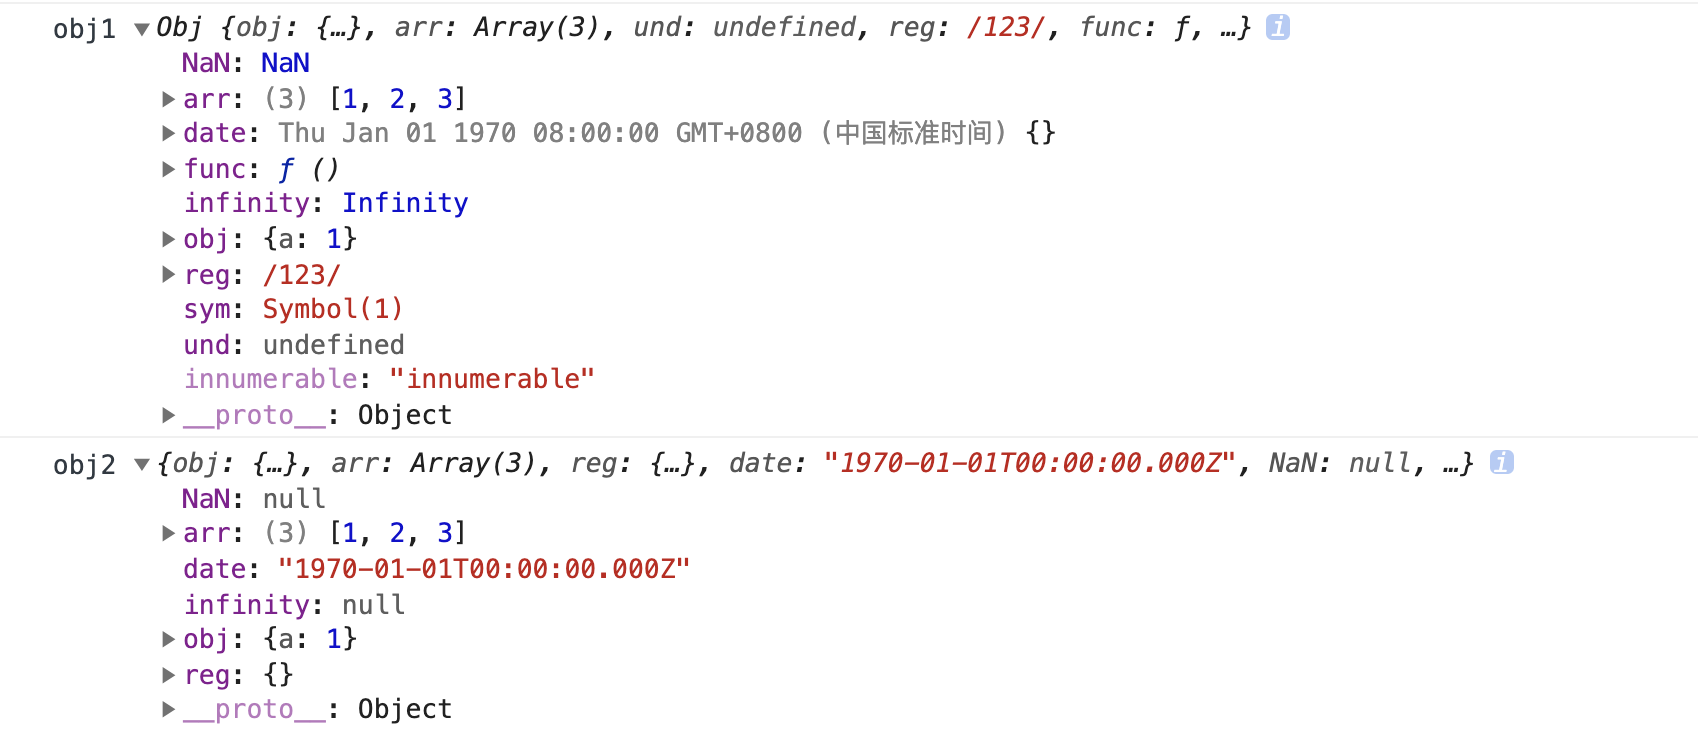 obj1 ▼Obj {obj: {…}, arr: Array(3), und: undefined, reg: /123/, func: ƒ, …} i
NaN: NaN
▶arr: (3) [1, 2, 3]
▶date: Thu Jan 01 1970 08:00:00 GMT+0800 (中国标准时间) {}
▶func: ƒ ()
infinity: Infinity
▶obj: {a: 1}
▶reg: /123/
sym: Symbol(1)
und: undefined
innumerable: "innumerable"
▶__proto__: Object
obj2 ▼{obj: {…}, arr: Array(3), reg: {…}, date: "1970-01-01T00:00:00.000Z", NaN: null, …} i
NaN: null
▶arr: (3) [1, 2, 3]
date: "1970-01-01T00:00:00.000Z"
infinity: null
▶obj: {a: 1}
▶reg: {}
▶__proto__: Object